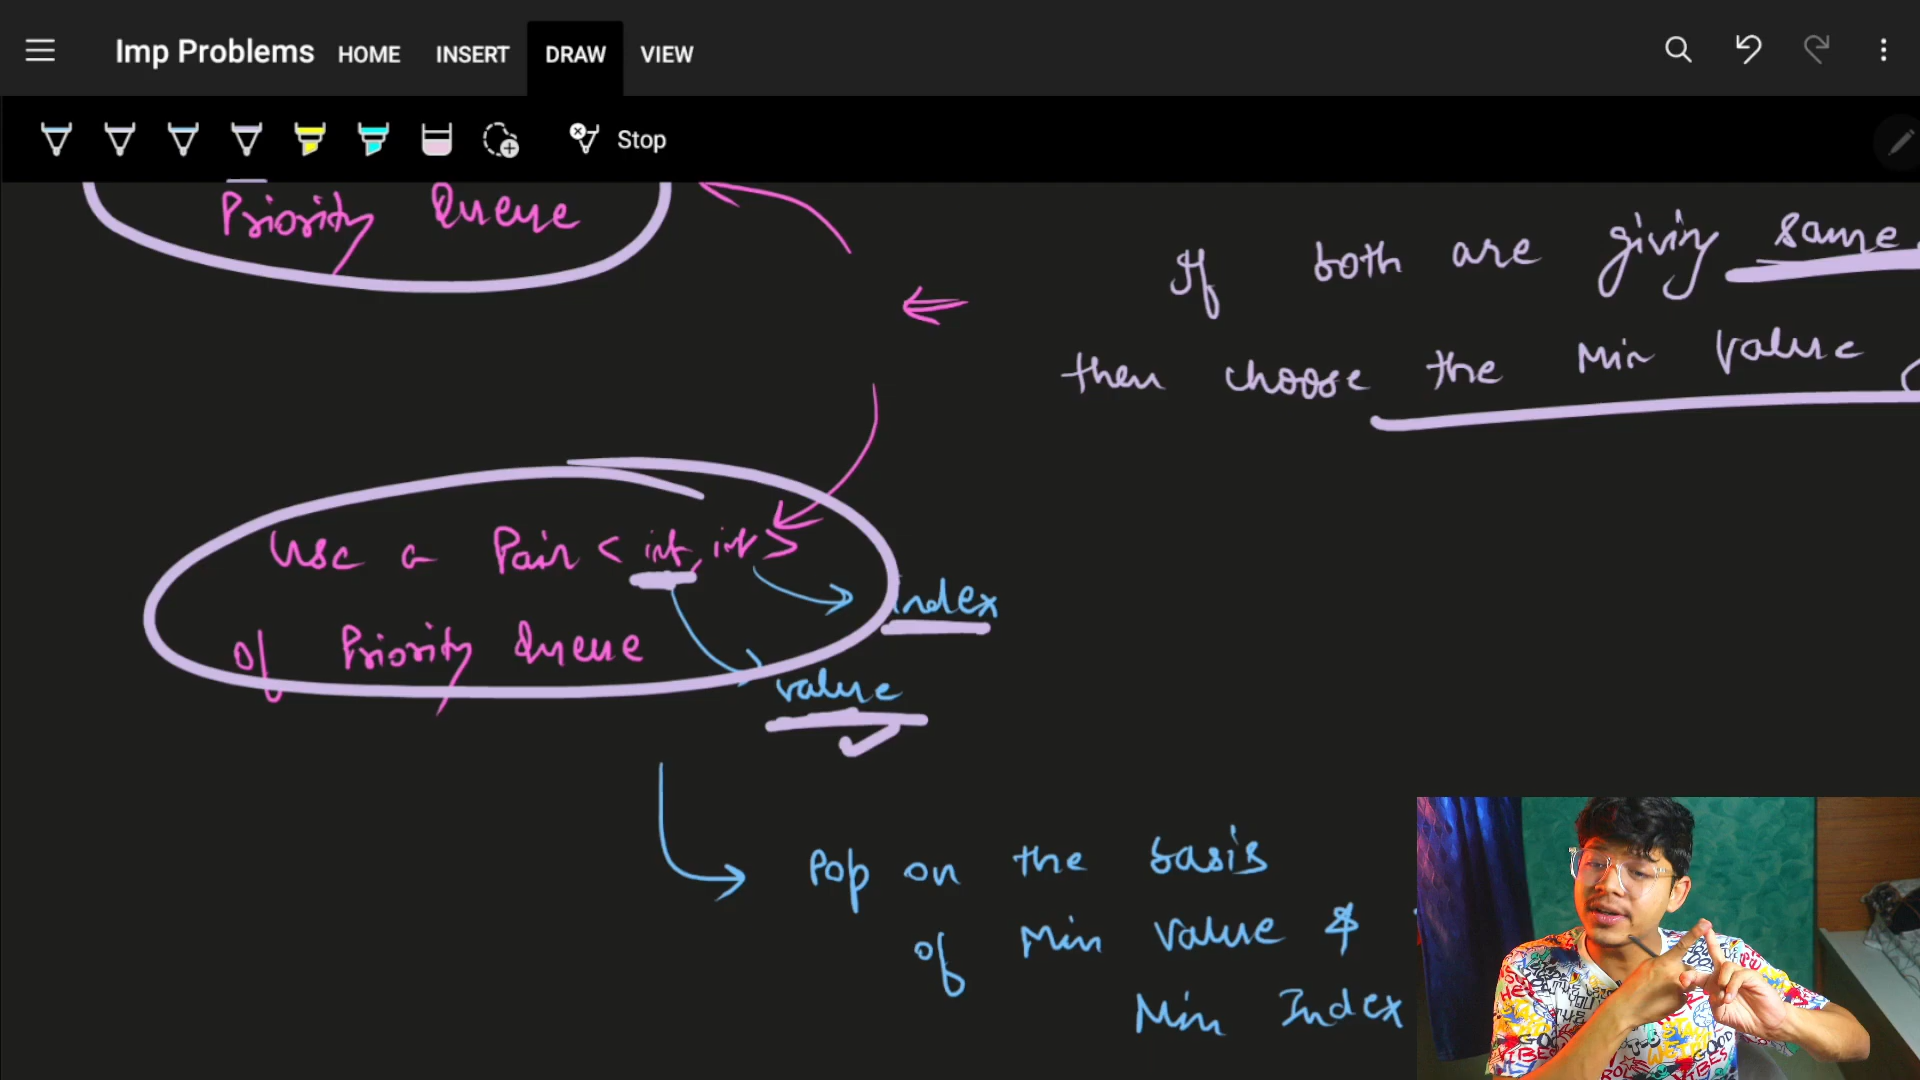 Imp Problems HOME INSERT DRAW VIEW
Stop
Priority Queue
If both are giving same
then choose the Min Value
Use a Pair < int, int >
Index
of Priority Queue
value
Pop on the basis
of Min Value &
Min Index